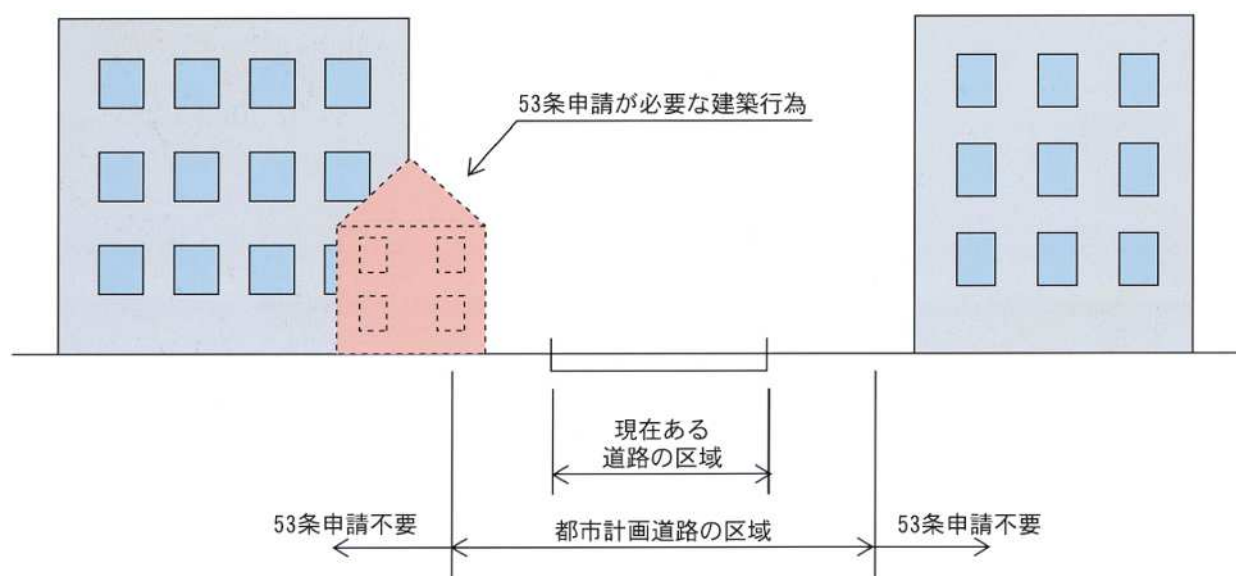 53条申請が必要な建築行為
現在ある
道路の区域
53条申請不要
都市計画道路の区域
53条申請不要